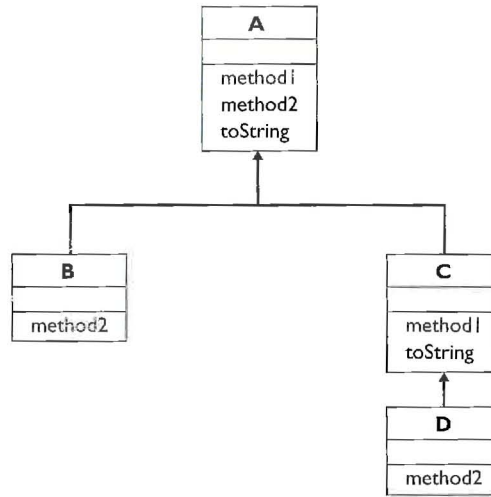 A
method1
method2
toString
B
method2
C
method1
toString
D
method2